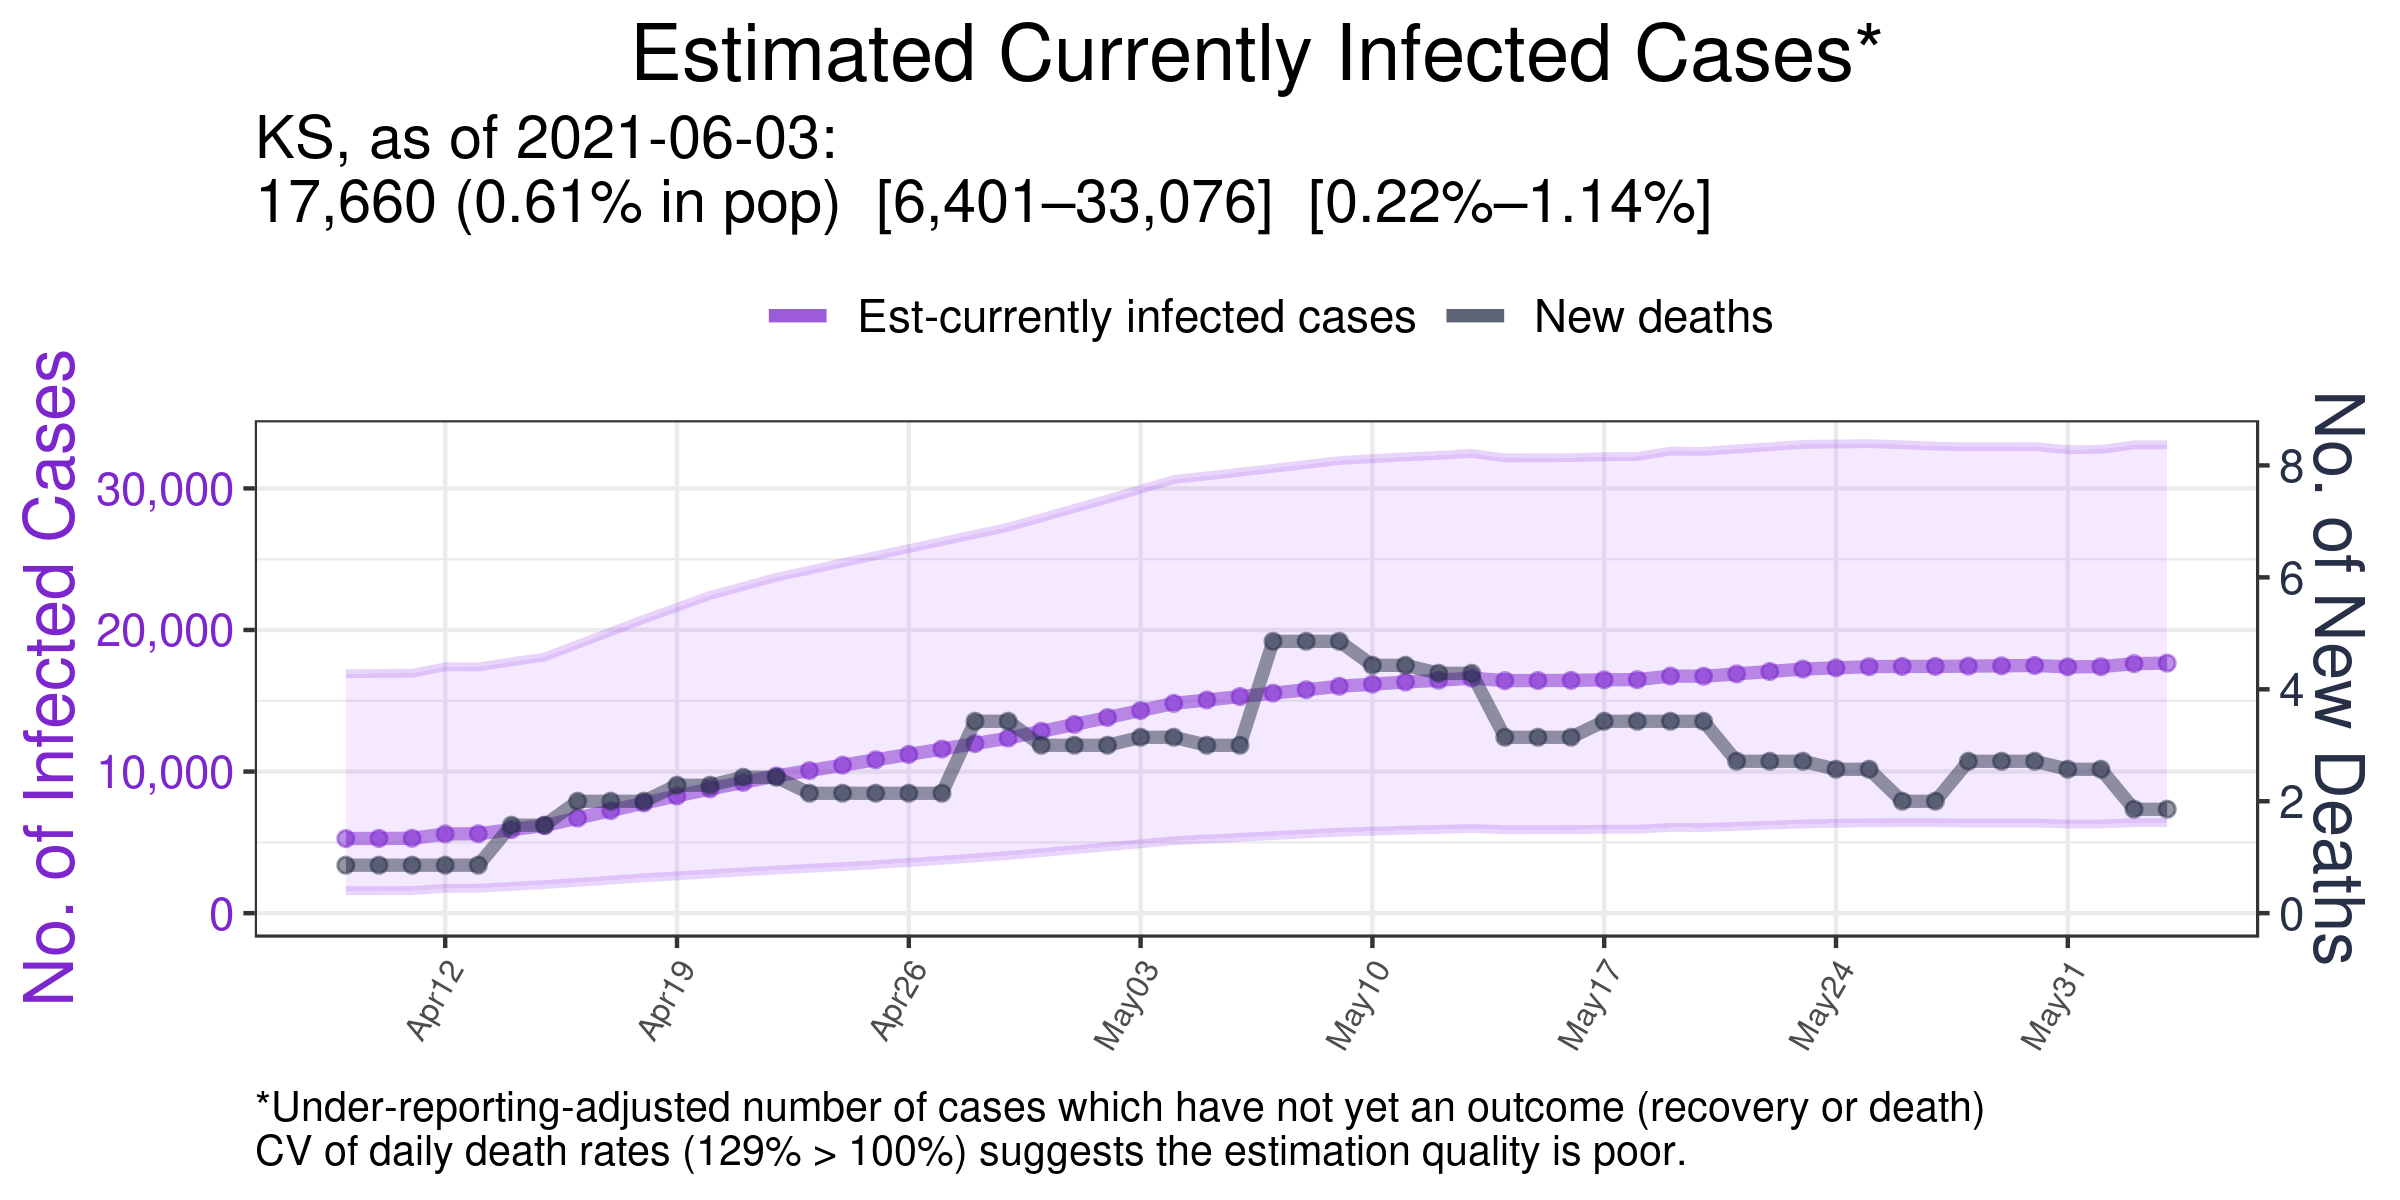 Estimated Currently Infected Cases*
KS, as of 2021-06-03:
17,660 (0.61% in pop)  [6,401–33,076]  [0.22%–1.14%]
Est-currently infected cases
New deaths
No. of Infected Cases
30,000
20,000
10,000
0
8
6
4
2
0
No. of New Deaths
Apr12
Apr19
Apr26
May03
May10
May17
May24
May31
*Under-reporting-adjusted number of cases which have not yet an outcome (recovery or death)
CV of daily death rates (129% > 100%) suggests the estimation quality is poor.